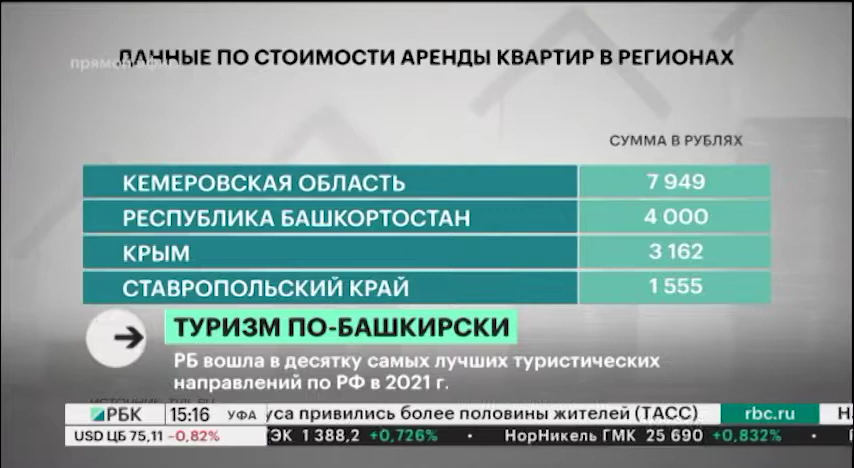 ДАННЫЕ ПО СТОИМОСТИ АРЕНДЫ КВАРТИР В РЕГИОНАХ
СУММА В РУБЛЯХ
КЕМЕРОВСКАЯ ОБЛАСТЬ 7 949
РЕСПУБЛИКА БАШКОРТОСТАН 4 000
КРЫМ 3 162
СТАВРОПОЛЬСКИЙ КРАЙ 1 555
ТУРИЗМ ПО-БАШКИРСКИ
РБ вошла в десятку самых лучших туристических
направлений по РФ в 2021 г.
РБК 15:16 УФА уса привились более половины жителей (ТАСС) rbc.ru
USD ЦБ 75,11 -0,82% ГЭК 1 388,2 +0,726% • НорНикель ГМК 25 690 +0,832% •